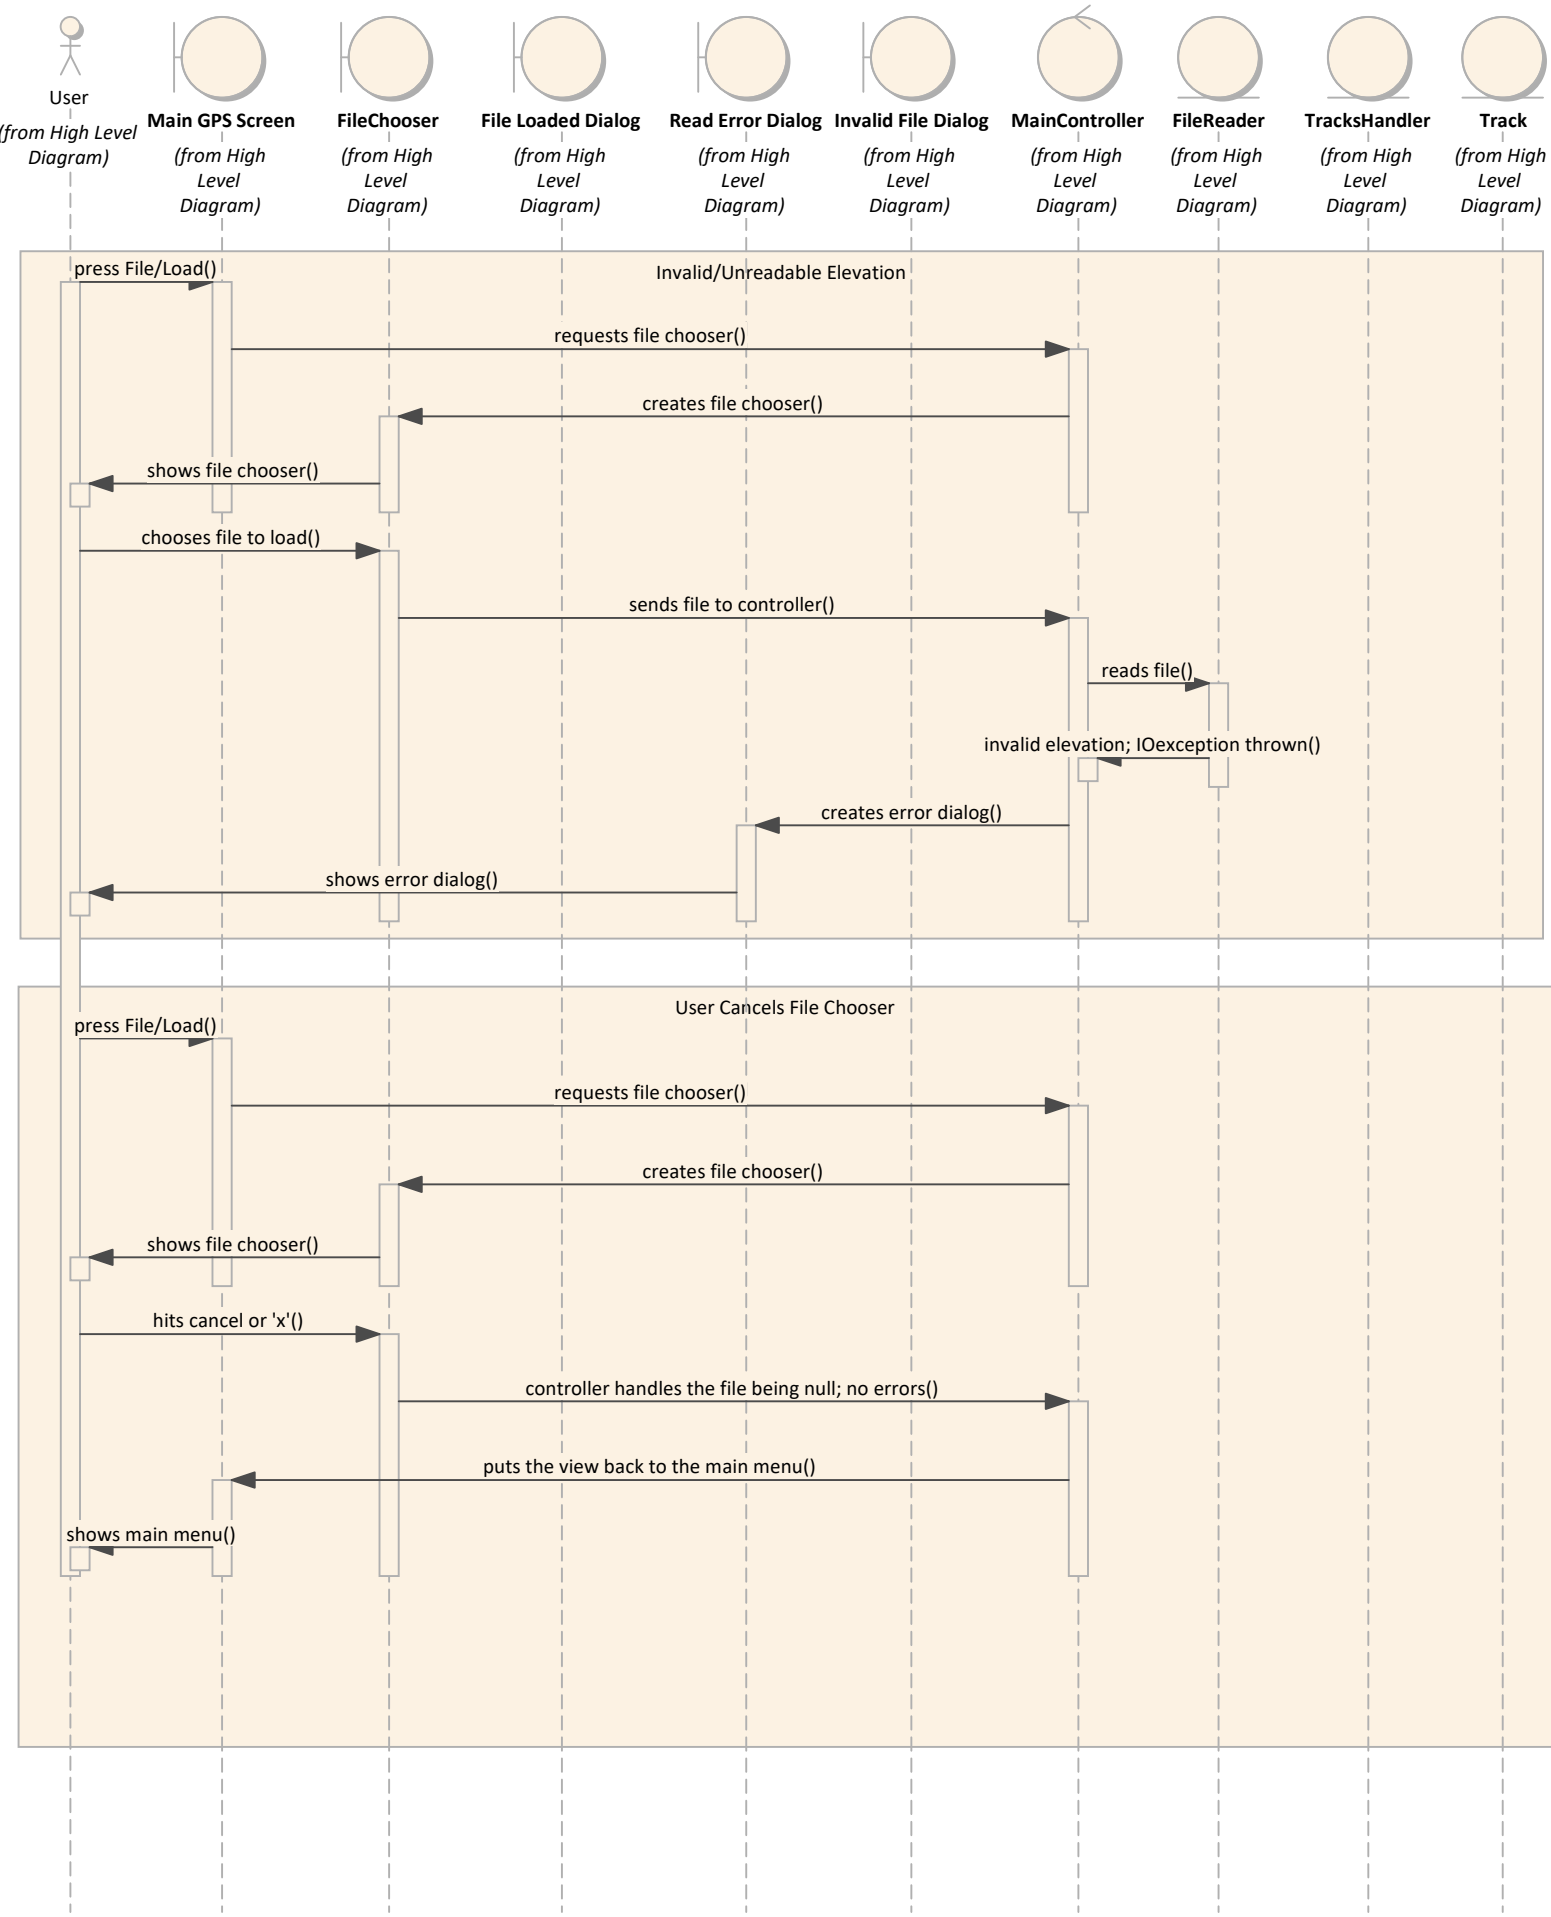 User
(from High Level
Diagram)
Main GPS Screen
(from High
Level
Diagram)
FileChooser
(from High
Level
Diagram)
File Loaded Dialog
(from High
Level
Diagram)
Read Error Dialog
(from High
Level
Diagram)
Invalid File Dialog
(from High
Level
Diagram)
MainController
(from High
Level
Diagram)
FileReader
(from High
Level
Diagram)
TracksHandler
(from High
Level
Diagram)
Track
(from High
Level
Diagram)
Invalid/Unreadable Elevation
press File/Load()
requests file chooser()
creates file chooser()
shows file chooser()
chooses file to load()
sends file to controller()
reads file()
invalid elevation; IOexception thrown()
creates error dialog()
shows error dialog()
User Cancels File Chooser
press File/Load()
requests file chooser()
creates file chooser()
shows file chooser()
hits cancel or 'x'()
controller handles the file being null; no errors()
puts the view back to the main menu()
shows main menu()